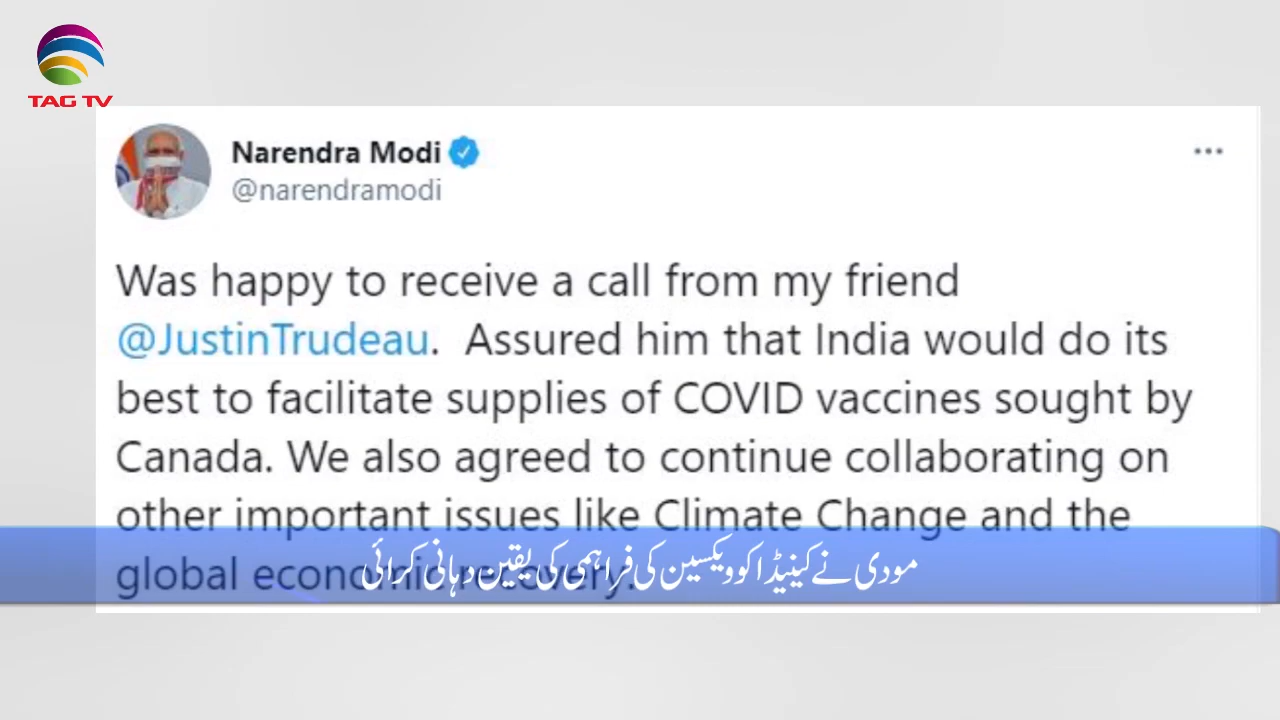 TAG TV
Narendra Modi
@narendramodi
Was happy to receive a call from my friend
@JustinTrudeau. Assured him that India would do its
best to facilitate supplies of COVID vaccines sought by
Canada. We also agreed to continue collaborating on
other important issues like Climate Change and the
global economic recovery.
مودی نے کینیڈا کو ویکسین کی فراہمی کی یقین دہانی کرائی